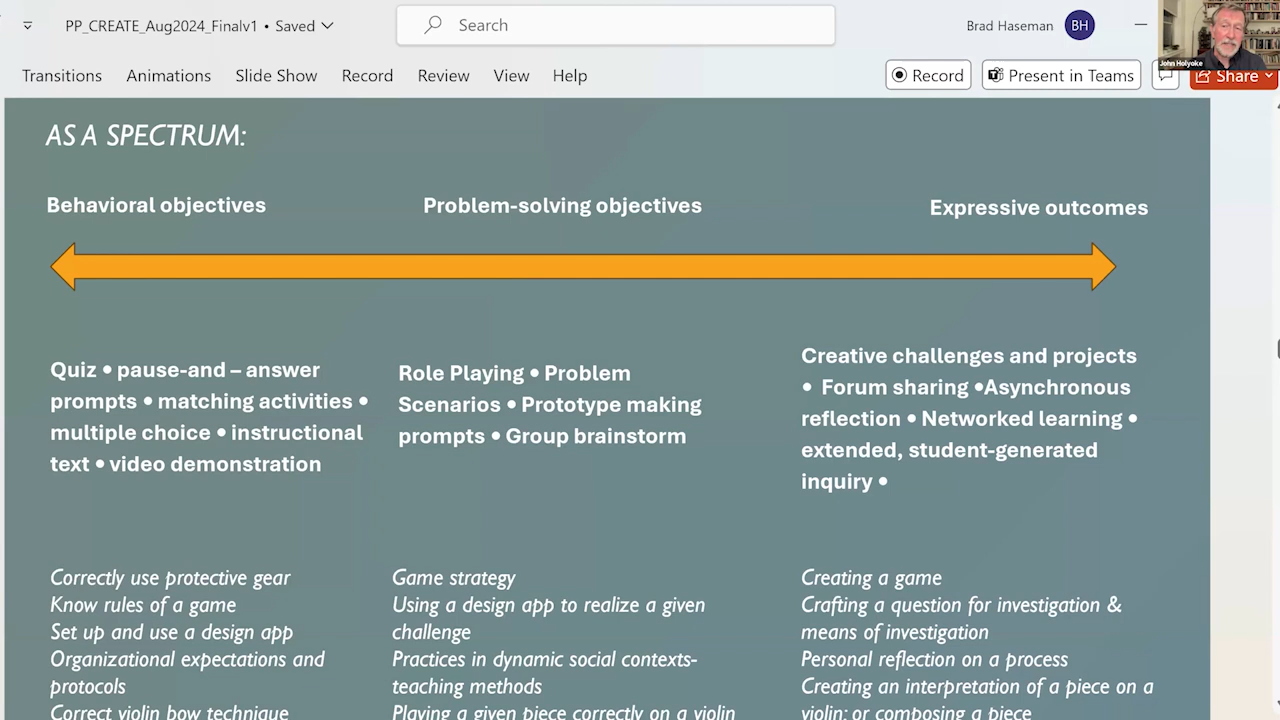 PP_CREATE_Aug2024_Finalv1 • Saved
Search
Brad Haseman
BH
John Holyoke
Transitions
Animations
Slide Show
Record
Review
View
Help
Record
Present in Teams
Share
AS A SPECTRUM:
Behavioral objectives
Problem-solving objectives
Expressive outcomes
Quiz • pause-and – answer
prompts • matching activities •
multiple choice • instructional
text • video demonstration
Role Playing • Problem
Scenarios • Prototype making
prompts • Group brainstorm
Creative challenges and projects
• Forum sharing •Asynchronous
reflection • Networked learning •
extended, student-generated
inquiry •
Correctly use protective gear
Know rules of a game
Set up and use a design app
Organizational expectations and
protocols
Correct violin bow technique
Game strategy
Using a design app to realize a given
challenge
Practices in dynamic social contexts-
teaching methods
Playing a given piece correctly on a violin
Creating a game
Crafting a question for investigation &
means of investigation
Personal reflection on a process
Creating an interpretation of a piece on a
violin; or composing a piece